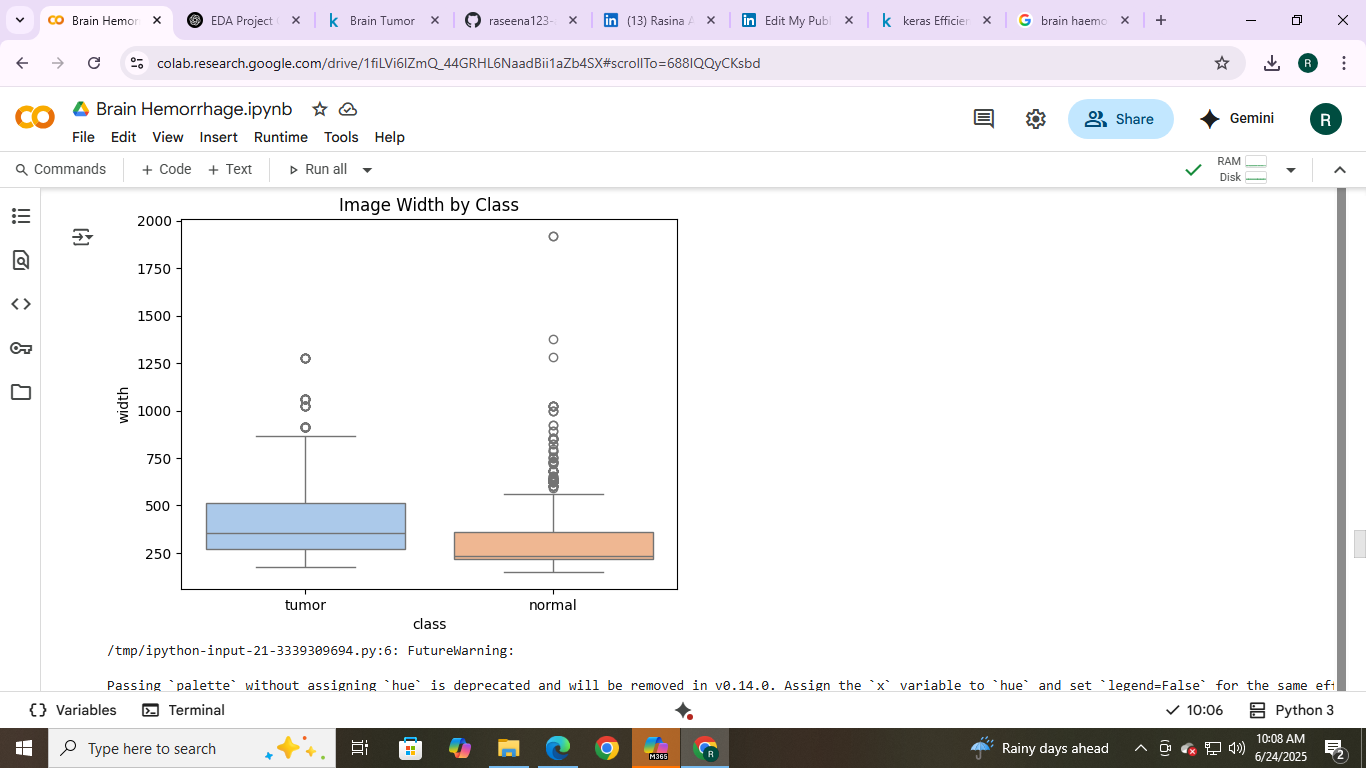 Brain Hemor
EDA Project
Brain Tumor
raseena123-
(13) Rasina A
Edit My Publ
keras Efficier
brain haemo
colab.research.google.com/drive/1fiLVi6IZmQ_44GRHL6NaadBii1aZb4SX#scrollTo=688IQQyCKsbd
R
Brain Hemorrhage.ipynb
File Edit View Insert Runtime Tools Help
Share
Gemini
R
Commands + Code + Text Run all
RAM
Disk
Image Width by Class
2000
1750
1500
1250
1000
750
500
250
width
tumor normal
class
/tmp/ipython-input-21-3339309694.py:6: FutureWarning:
Passing `palette` without assigning `hue` is deprecated and will be removed in v0.14.0. Assign the `x` variable to `hue` and set `legend=False` for the same eff
Variables Terminal
10:06 Python 3
Type here to search
M365
R
Rainy days ahead
10:08 AM
6/24/2025
2